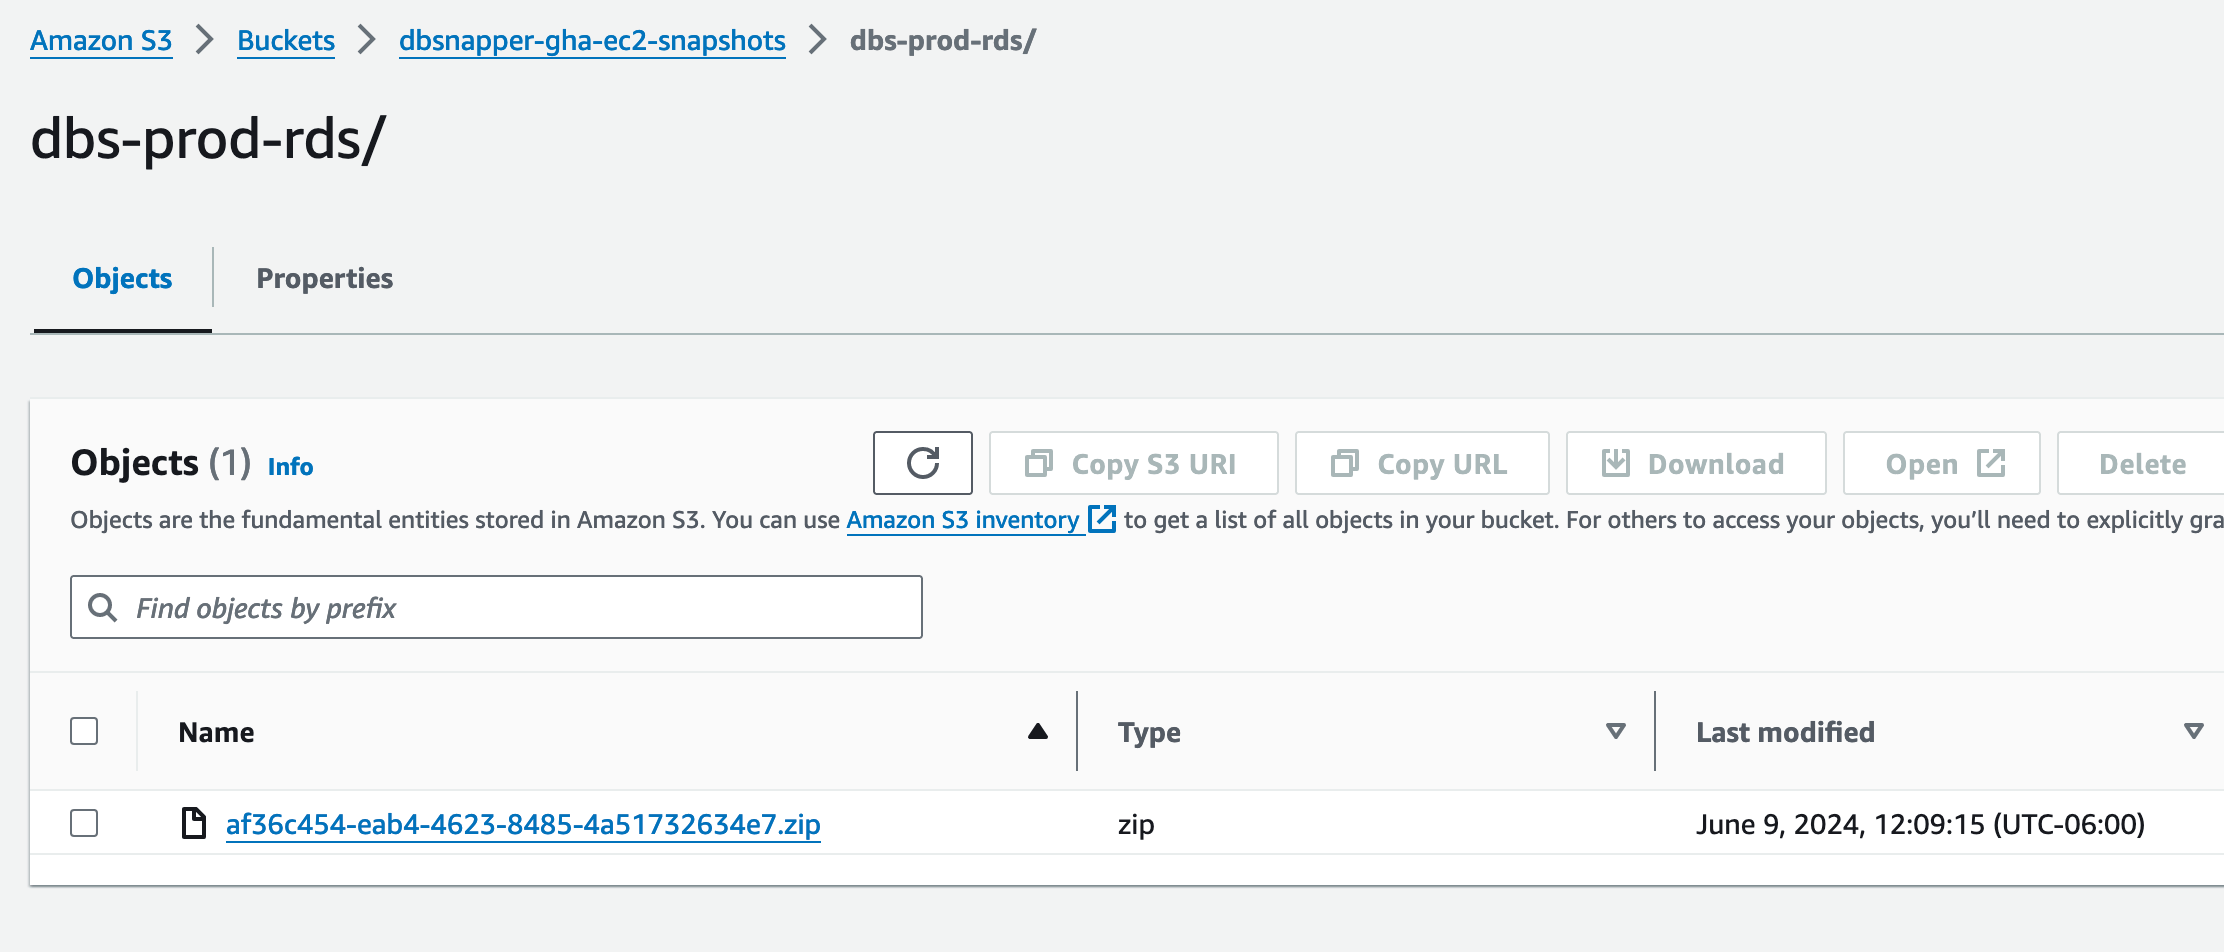 Amazon S3 > Buckets > dbsnapper-gha-ec2-snapshots > dbs-prod-rds/
dbs-prod-rds/
Objects Properties
Objects (1) Info Copy S3 URI Copy URL Download Open Delete
Objects are the fundamental entities stored in Amazon S3. You can use Amazon S3 inventory to get a list of all objects in your bucket. For others to access your objects, you'll need to explicitly gra
Find objects by prefix
Name Type Last modified
af36c454-eab4-4623-8485-4a51732634e7.zip zip June 9, 2024, 12:09:15 (UTC-06:00)